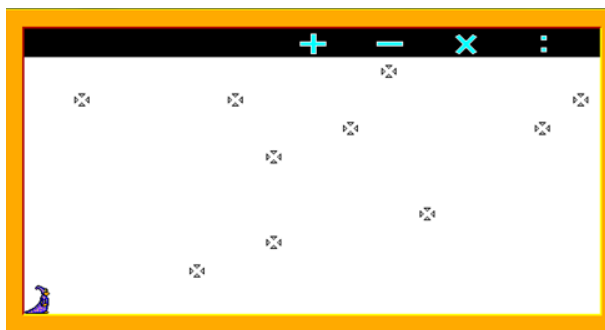 + − × :